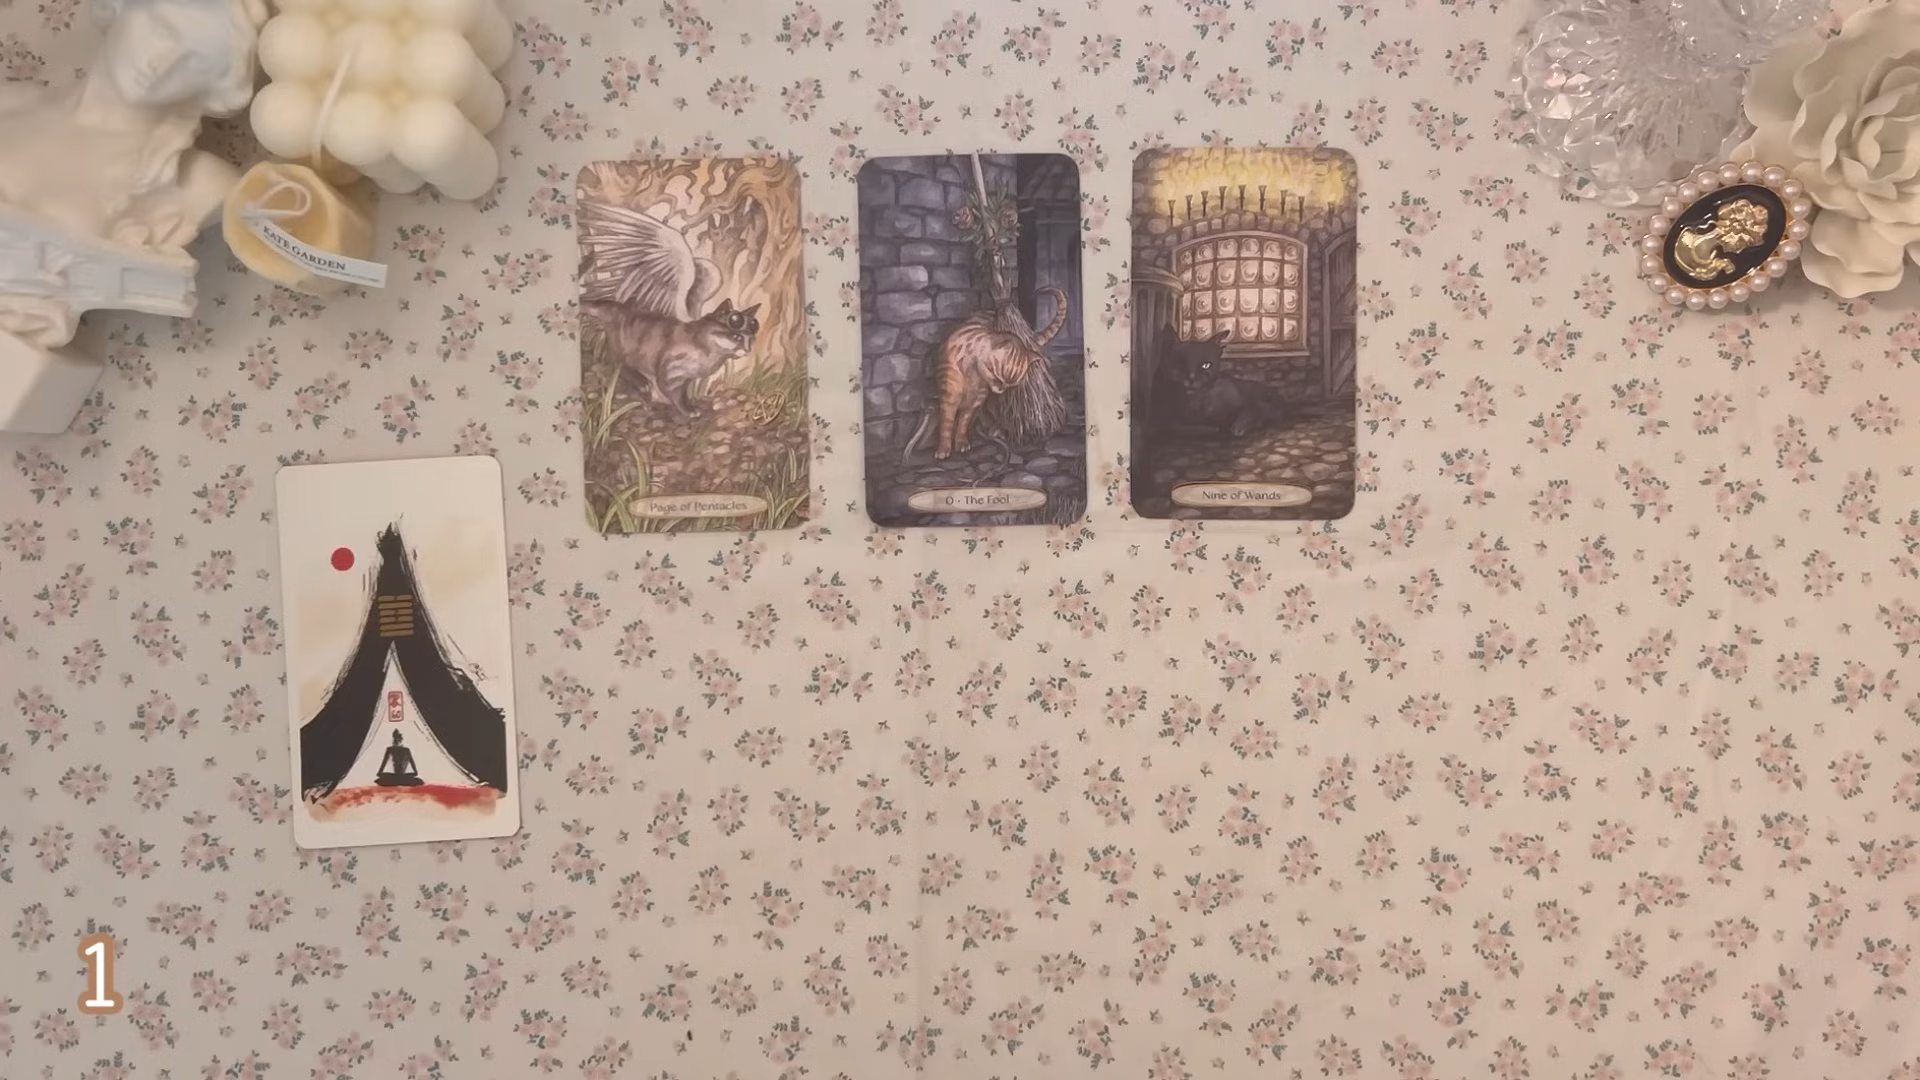 KATE GARDEN
Page of Pentacles
0 · The Fool
Nine of Wands
1